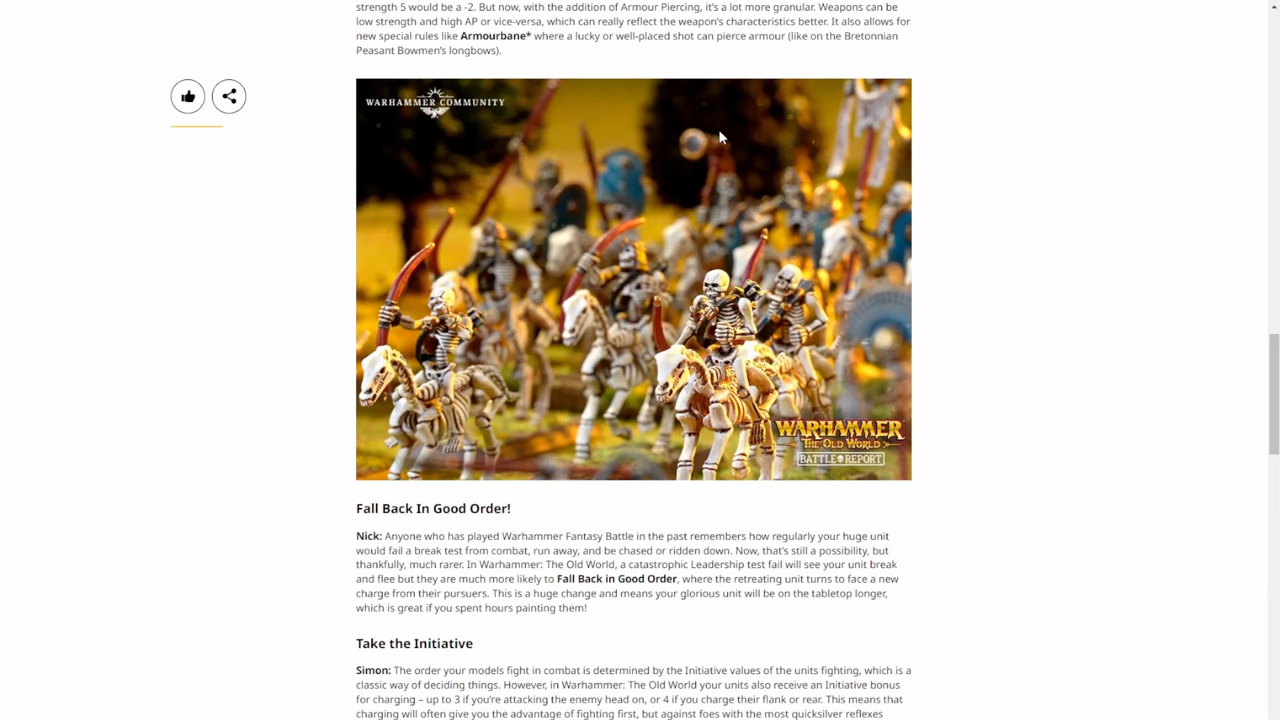 strength 5 would be a -2. But now, with the addition of Armour Piercing, it's a lot more granular. Weapons can be
low strength and high AP or vice-versa, which can really reflect the weapon's characteristics better. It also allows for
new special rules like Armourbane* where a lucky or well-placed shot can pierce armour (like on the Bretonnian
Peasant Bowmen's longbows).
WARHAMMER COMMUNITY
WARHAMMER
THE OLD WORLD
BATTLE REPORT
Fall Back In Good Order!
Nick: Anyone who has played Warhammer Fantasy Battle in the past remembers how regularly your huge unit
would fail a break test from combat, run away, and be chased or ridden down. Now, that's still a possibility, but
thankfully, much rarer. In Warhammer: The Old World, a catastrophic Leadership test fail will see your unit break
and flee but they are much more likely to Fall Back in Good Order, where the retreating unit turns to face a new
charge from their pursuers. This is a huge change and means your glorious unit will be on the tabletop longer,
which is great if you spent hours painting them!
Take the Initiative
Simon: The order your models fight in combat is determined by the Initiative values of the units fighting, which is a
classic way of deciding things. However, in Warhammer: The Old World your units also receive an Initiative bonus
for charging – up to 3 if you're attacking the enemy head on, or 4 if you charge their flank or rear. This means that
charging will often give you the advantage of fighting first, but against foes with the most quicksilver reflexes